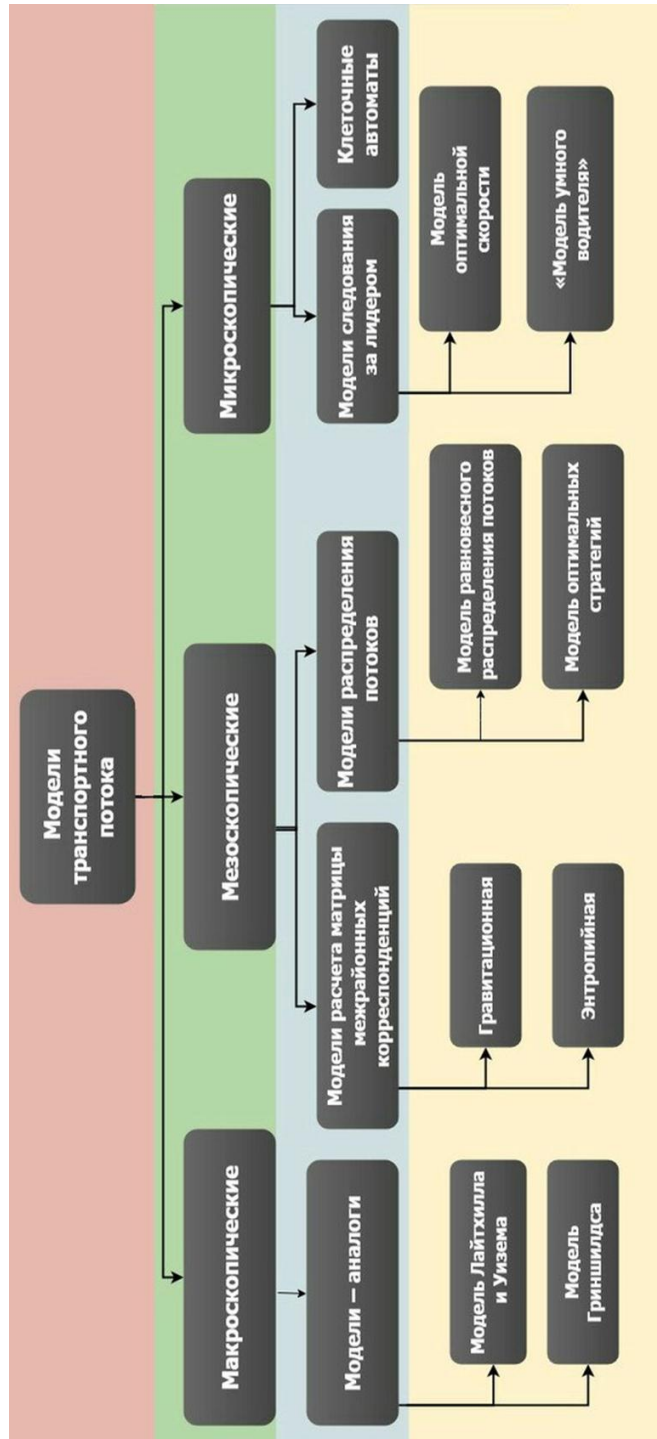 Модели
транспортного
потока
Макроскопические
Мезоскопические
Микроскопические
Модели – аналоги
Модели расчета матрицы
межрайонных
корреспонденций
Модели распределения
потоков
Модели следования
за лидером
Клеточные
автоматы
Модель Лайтхилла
и Уизема
Модель
Гриншилдса
Гравитационная
Энтропийная
Модель равновесного
распределения потоков
Модель оптимальных
стратегий
Модель
оптимальной
скорости
«Модель умного
водителя»